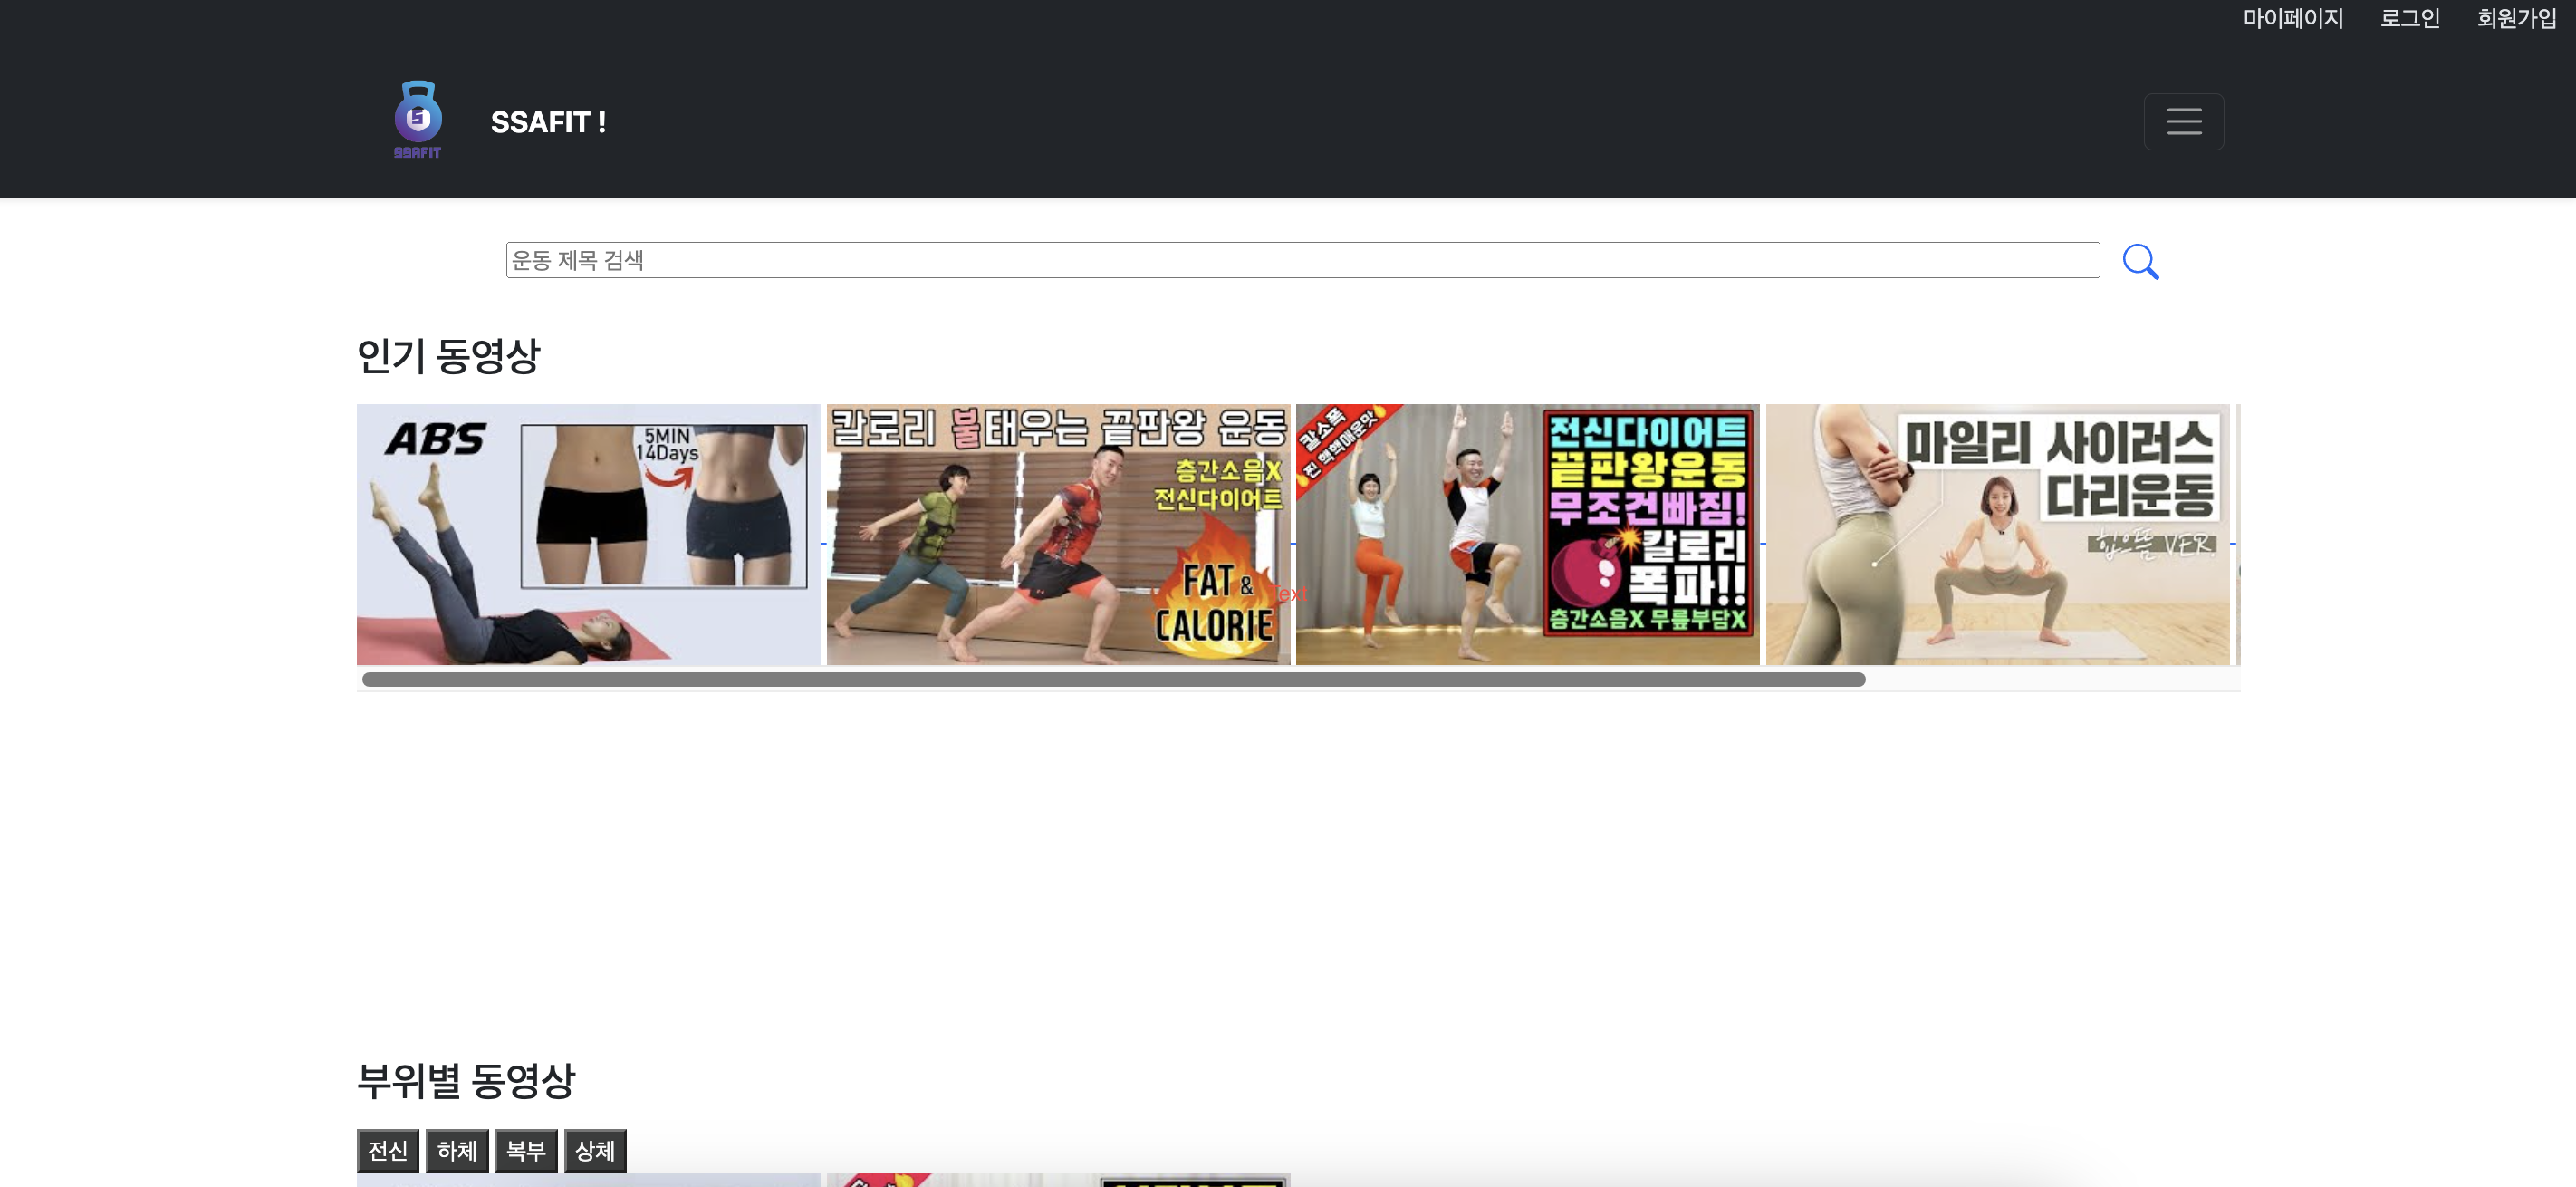 마이페이지 로그인 회원가입
SSAFIT
SSAFIT !
운동 제목 검색
인기 동영상
ABS
5MIN
14Days
칼로리 불태우는 끝판왕 운동
층간소음X
전신다이어트
FAT &
CALORIE
Text
칼소폭
찐 핵핵매운맛
전신다이어트
끝판왕운동
무조건빠짐!
칼로리
폭파!!
층간소음X 무릎부담X
마일리 사이러스
다리운동
힙으뜸 VER.
부위별 동영상
전신 하체 복부 상체